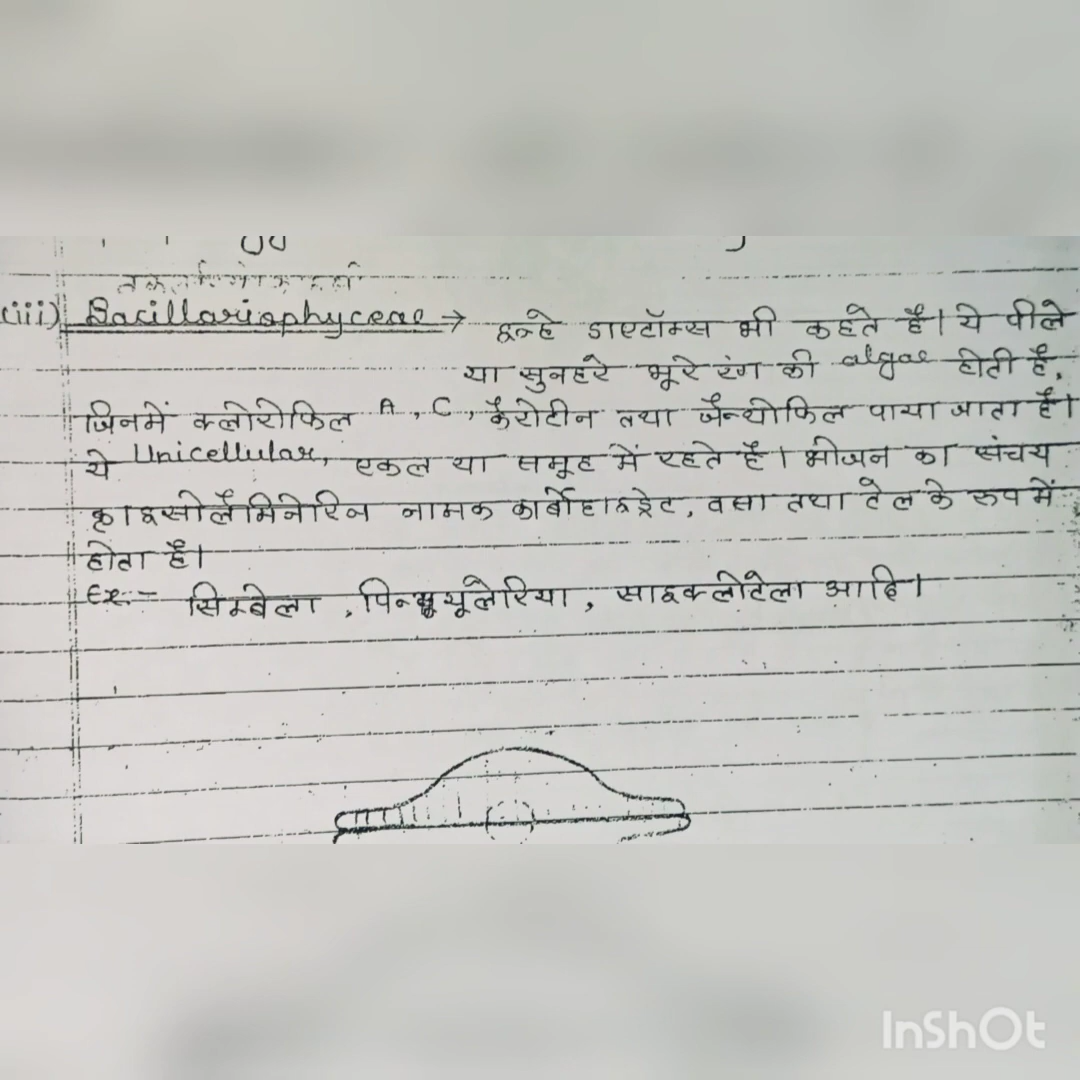 (iii) Bacillariophyceae → इन्हे डाएटॉम्स भी कहते है। ये पीले
या सुनहरे भूरे रंग की algae होती है,
जिनमें क्लोरोफिल A, C, कैरोटीन तथा जैन्थोफिल पाया जाता है।
ये Unicellular, एकल या समूह में रहते है। भोजन का संचय
क्राइसोलैमिनेरिन नामक कार्बोहाइड्रेट, वसा तथा तेल के रूप में
होता है।
Ex:- सिम्बेला, पिन्न्यूलेरिया, साइक्लोटेला आदि।
InShOt